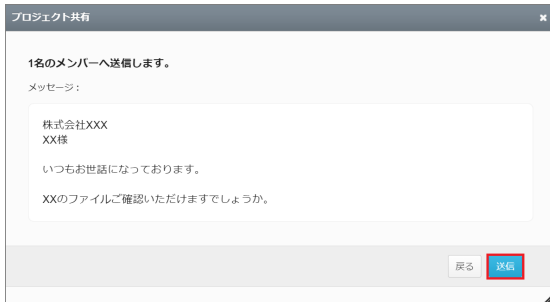 プロジェクト共有
1名のメンバーへ送信します。
メッセージ：
株式会社XXX
XX様
いつもお世話になっております。
XXのファイルご確認いただけますでしょうか。
戻る
送信